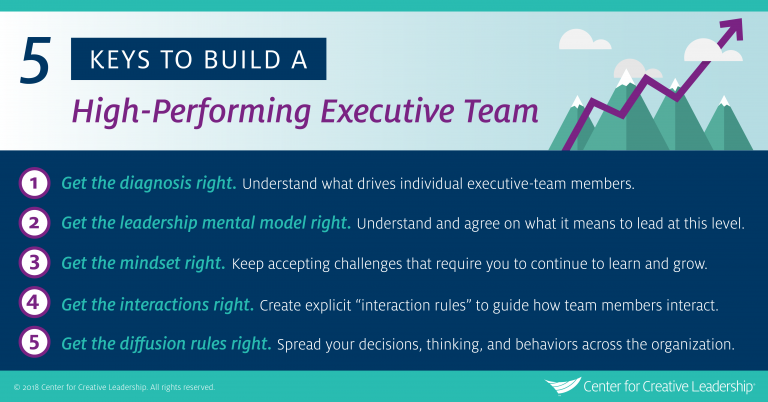 5 KEYS TO BUILD A
High-Performing Executive Team
1 Get the diagnosis right. Understand what drives individual executive-team members.
2 Get the leadership mental model right. Understand and agree on what it means to lead at this level.
3 Get the mindset right. Keep accepting challenges that require you to continue to learn and grow.
4 Get the interactions right. Create explicit “interaction rules” to guide how team members interact.
5 Get the diffusion rules right. Spread your decisions, thinking, and behaviors across the organization.
© 2018 Center for Creative Leadership. All rights reserved.
Center for Creative Leadership®